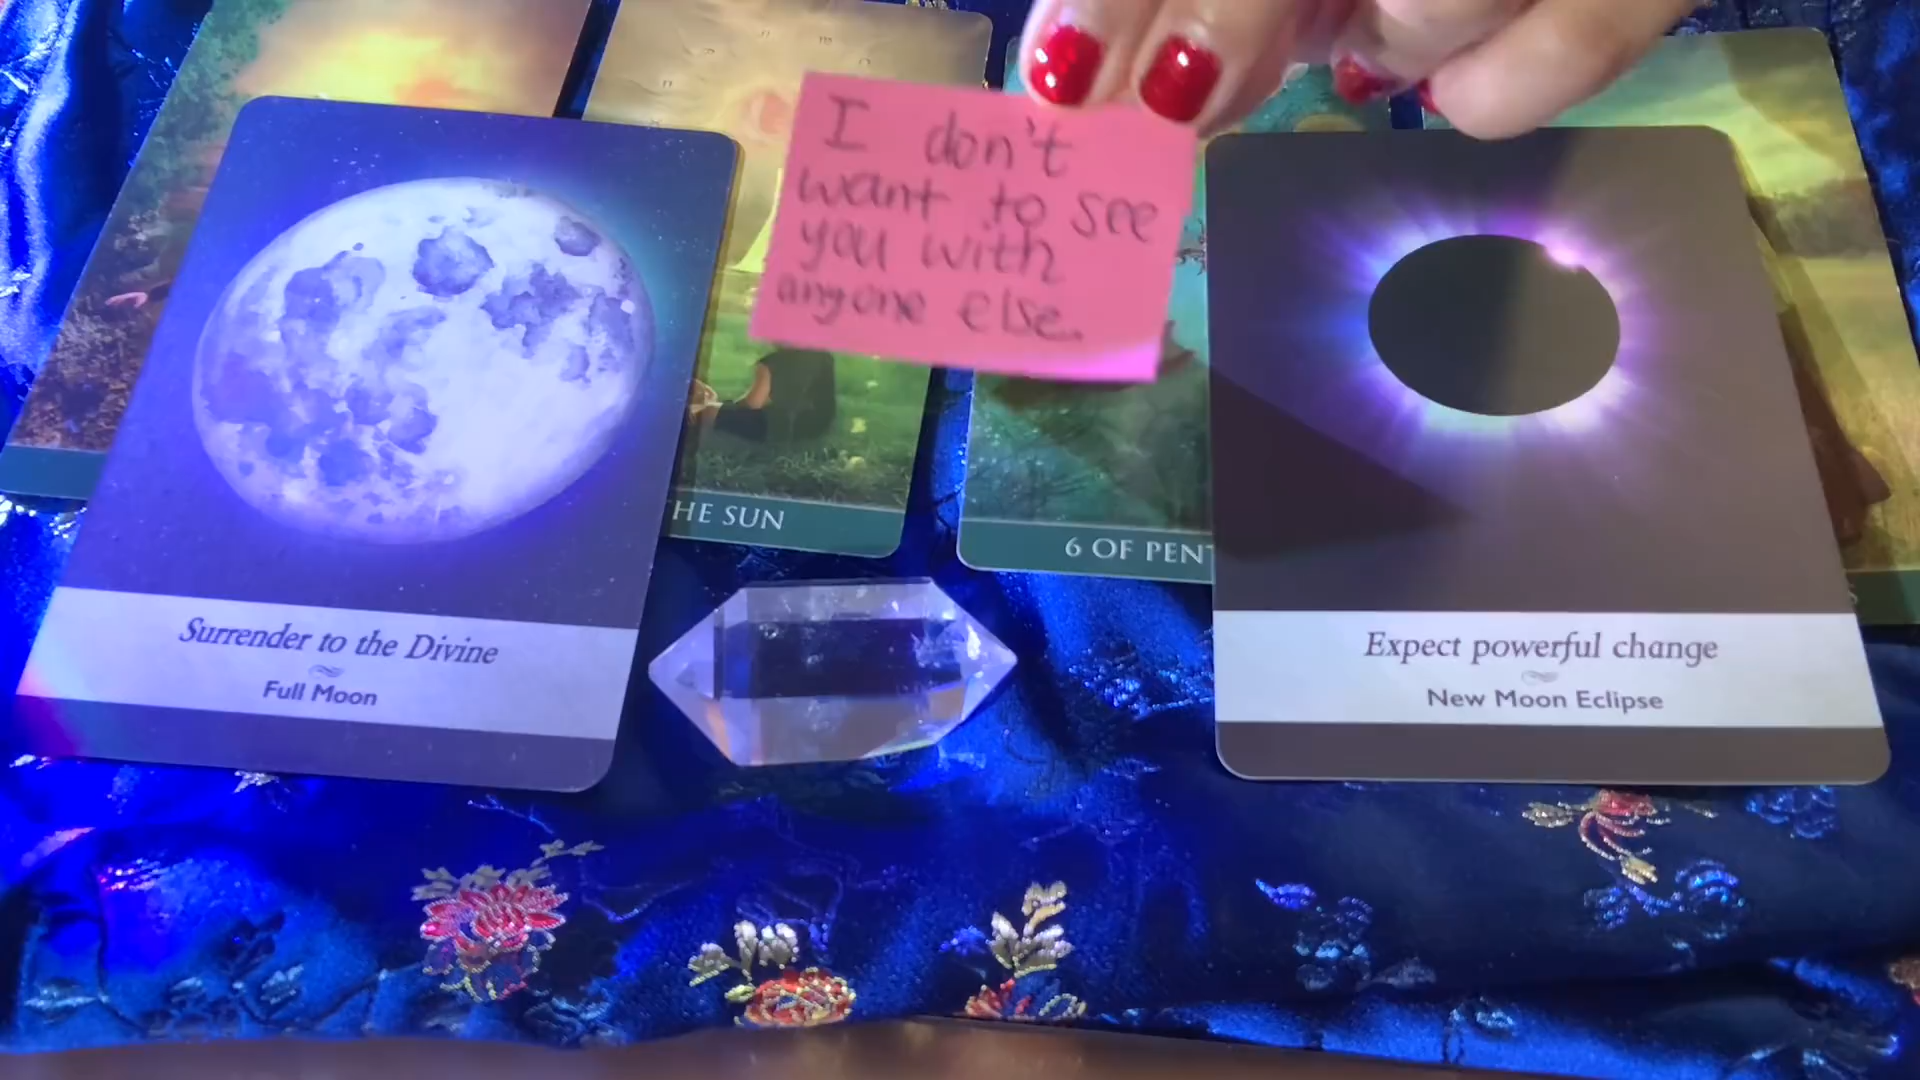 I don't
want to see
you with
anyone else.
HE SUN
6 OF PENT
Surrender to the Divine
Full Moon
Expect powerful change
New Moon Eclipse